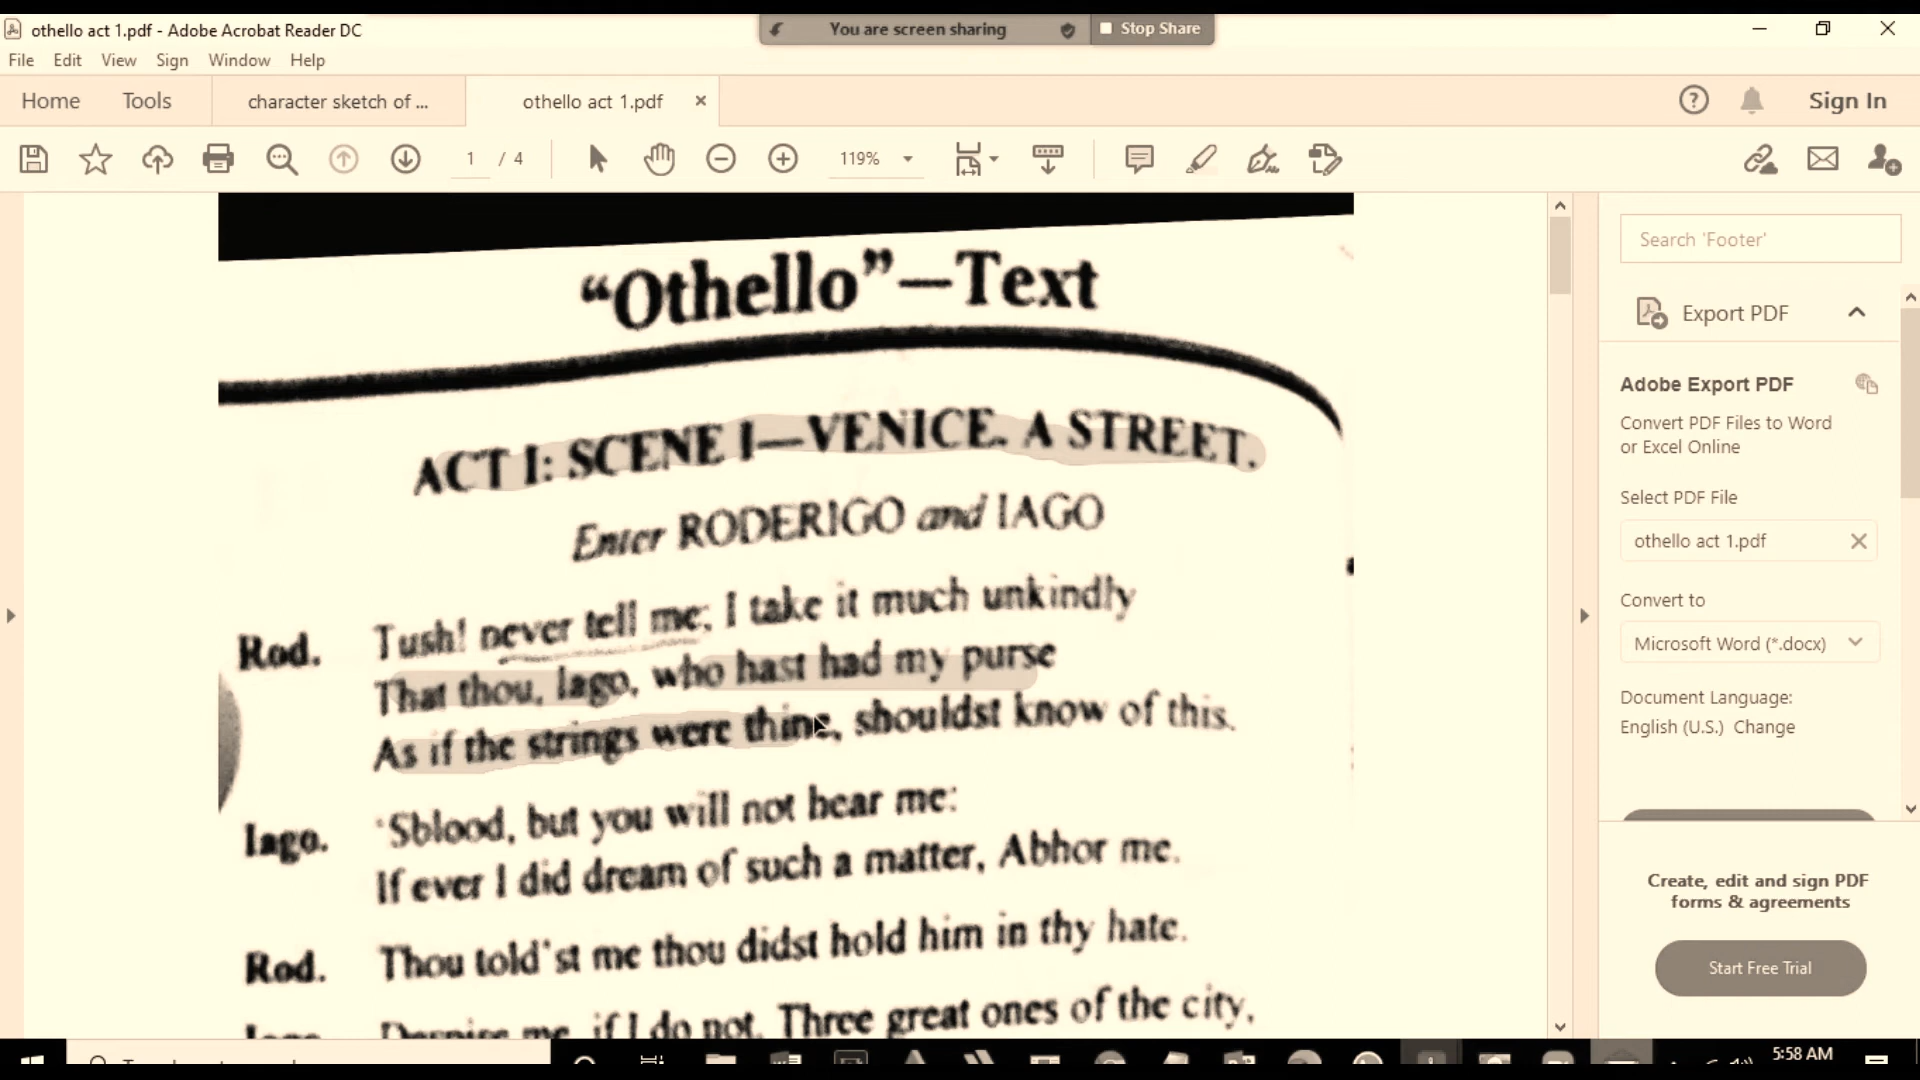 othello act 1.pdf - Adobe Acrobat Reader DC
You are screen sharing
Stop Share
File Edit View Sign Window Help
Home Tools character sketch of ... othello act 1.pdf
Sign In
1 / 4 119%
"Othello"—Text
ACT I: SCENE I—VENICE. A STREET.
Enter RODERIGO and IAGO
Rod. Tush! never tell me; I take it much unkindly
That thou, Iago, who hast had my purse
As if the strings were thine, shouldst know of this.
Iago. 'Sblood, but you will not hear me:
If ever I did dream of such a matter, Abhor me.
Rod. Thou told'st me thou didst hold him in thy hate.
Iago. Despise me, if I do not. Three great ones of the city,
Search 'Footer'
Export PDF
Adobe Export PDF
Convert PDF Files to Word
or Excel Online
Select PDF File
othello act 1.pdf
Convert to
Microsoft Word (*.docx)
Document Language:
English (U.S.) Change
Create, edit and sign PDF
forms & agreements
Start Free Trial
5:58 AM